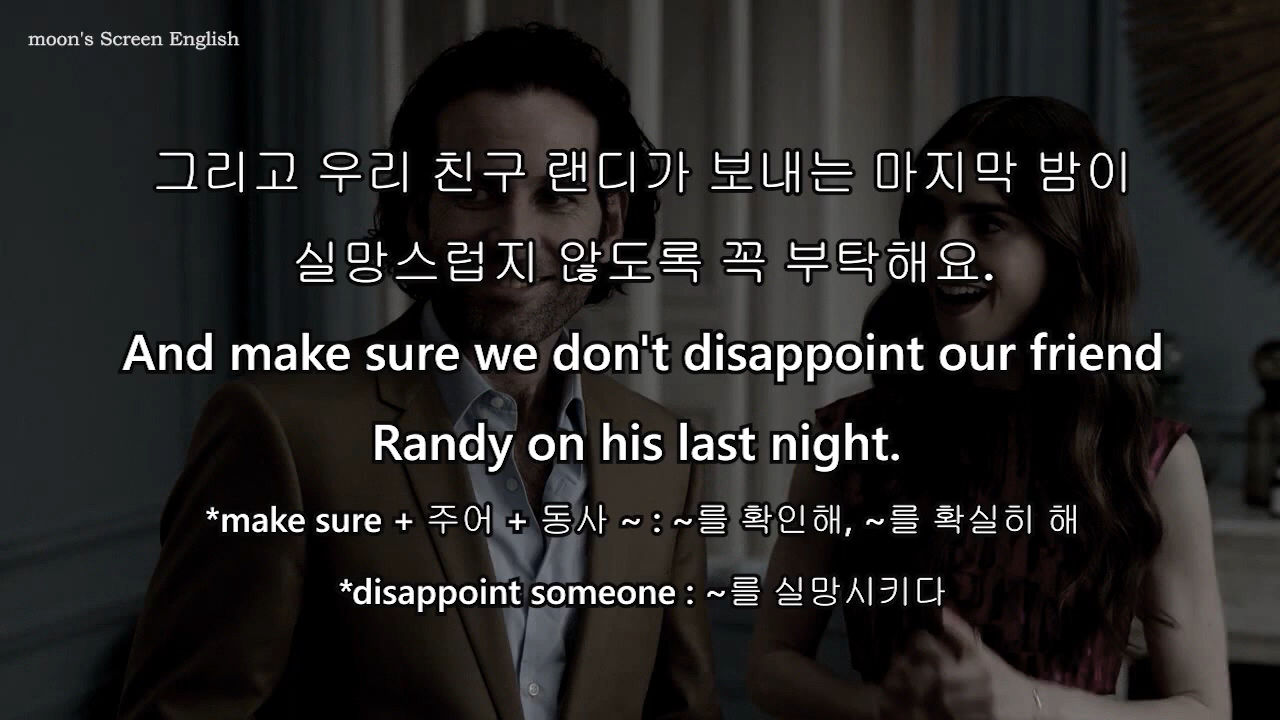 moon's Screen English
그리고 우리 친구 랜디가 보내는 마지막 밤이
실망스럽지 않도록 꼭 부탁해요.
And make sure we don't disappoint our friend
Randy on his last night.
*make sure + 주어 + 동사 ~ : ~를 확인해, ~를 확실히 해
*disappoint someone : ~를 실망시키다